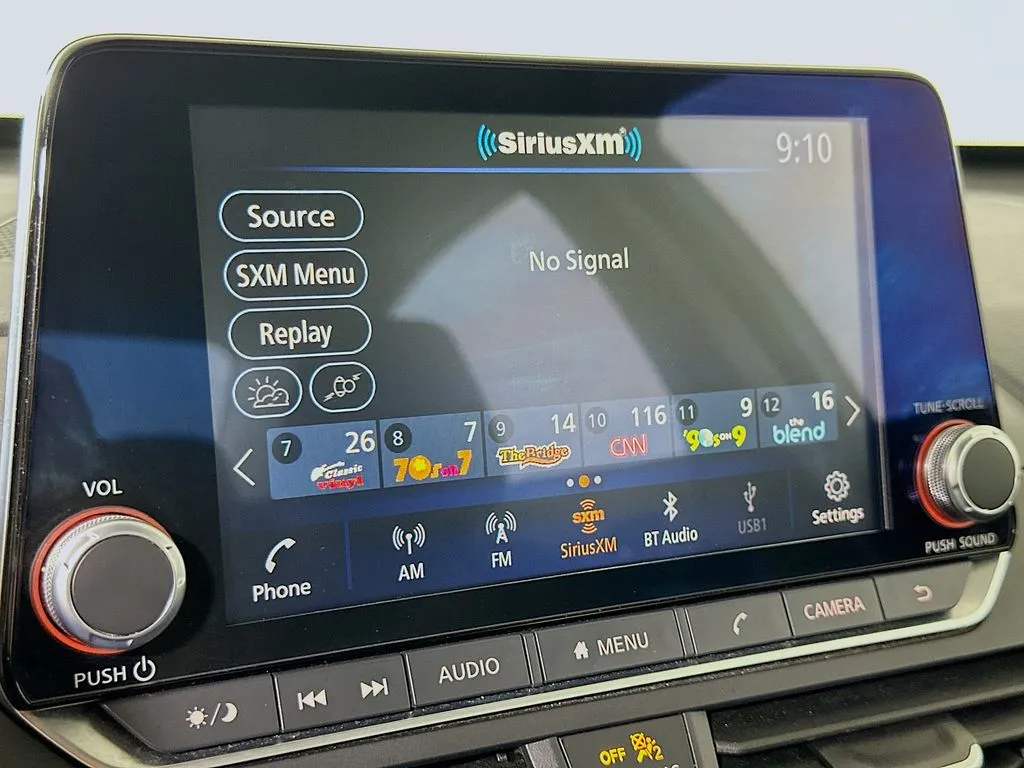 SiriusXM
9:10
Source
No Signal
SXM Menu
Replay
7 26
Classic
8 7
70s on 7
9 14
The Bridge
10 116
CNN
11 9
'90s ON 9
12 16
the
blend
TUNE·SCROLL
VOL
Phone
AM
FM
sxm
SiriusXM
BT Audio
USB1
Settings
PUSH SOUND
PUSH
AUDIO
MENU
CAMERA
OFF 2